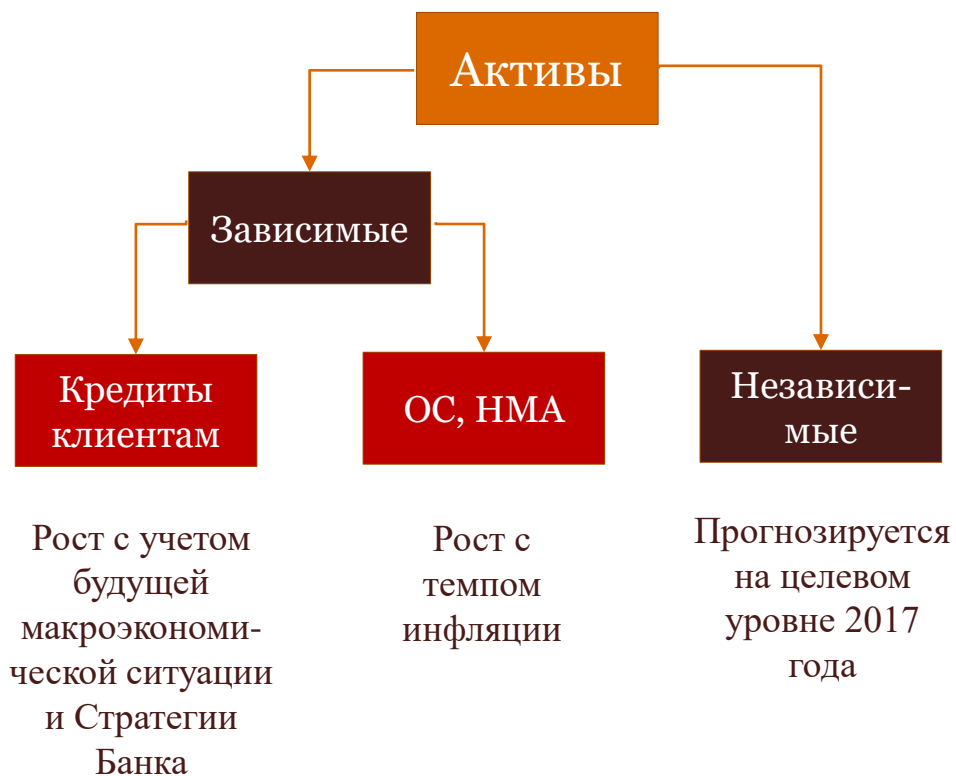 Активы
Зависимые
Кредиты
клиентам
ОС, НМА
Независи-
мые
Рост с учетом
будущей
макроэкономи-
ческой ситуации
и Стратегии
Банка
Рост с
темпом
инфляции
Прогнозируется
на целевом
уровне 2017
года